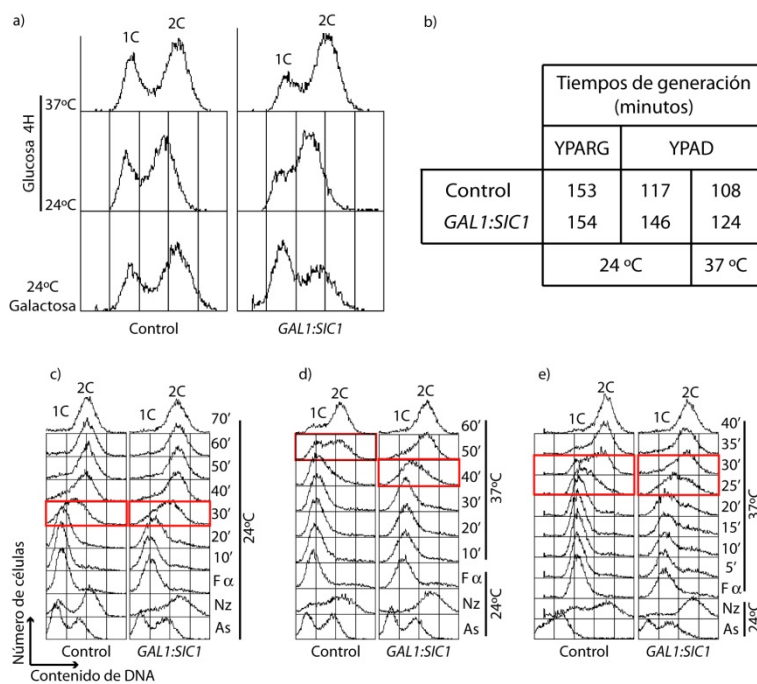 a)
1C
2C
1C
2C
37ºC
Glucosa 4H
24ºC
24ºC
Galactosa
Control
GAL1:SIC1
b)
Tiempos de generación
(minutos)
YPARG
YPAD
Control
153
117
108
GAL1:SIC1
154
146
124
24 ºC
37 ºC
c)
1C
2C
2C
1C
70'
60'
50'
40'
30'
20'
10'
F α
Nz
As
24ºC
Número de células
Contenido de DNA
Control
GAL1:SIC1
d)
1C
2C
1C
2C
60'
50'
40'
30'
20'
10'
F α
Nz
As
37ºC
24ºC
Control
GAL1:SIC1
e)
1C
2C
1C
2C
40'
35'
30'
25'
20'
15'
10'
5'
F α
Nz
As
37ºC
24ºC
Control
GAL1:SIC1